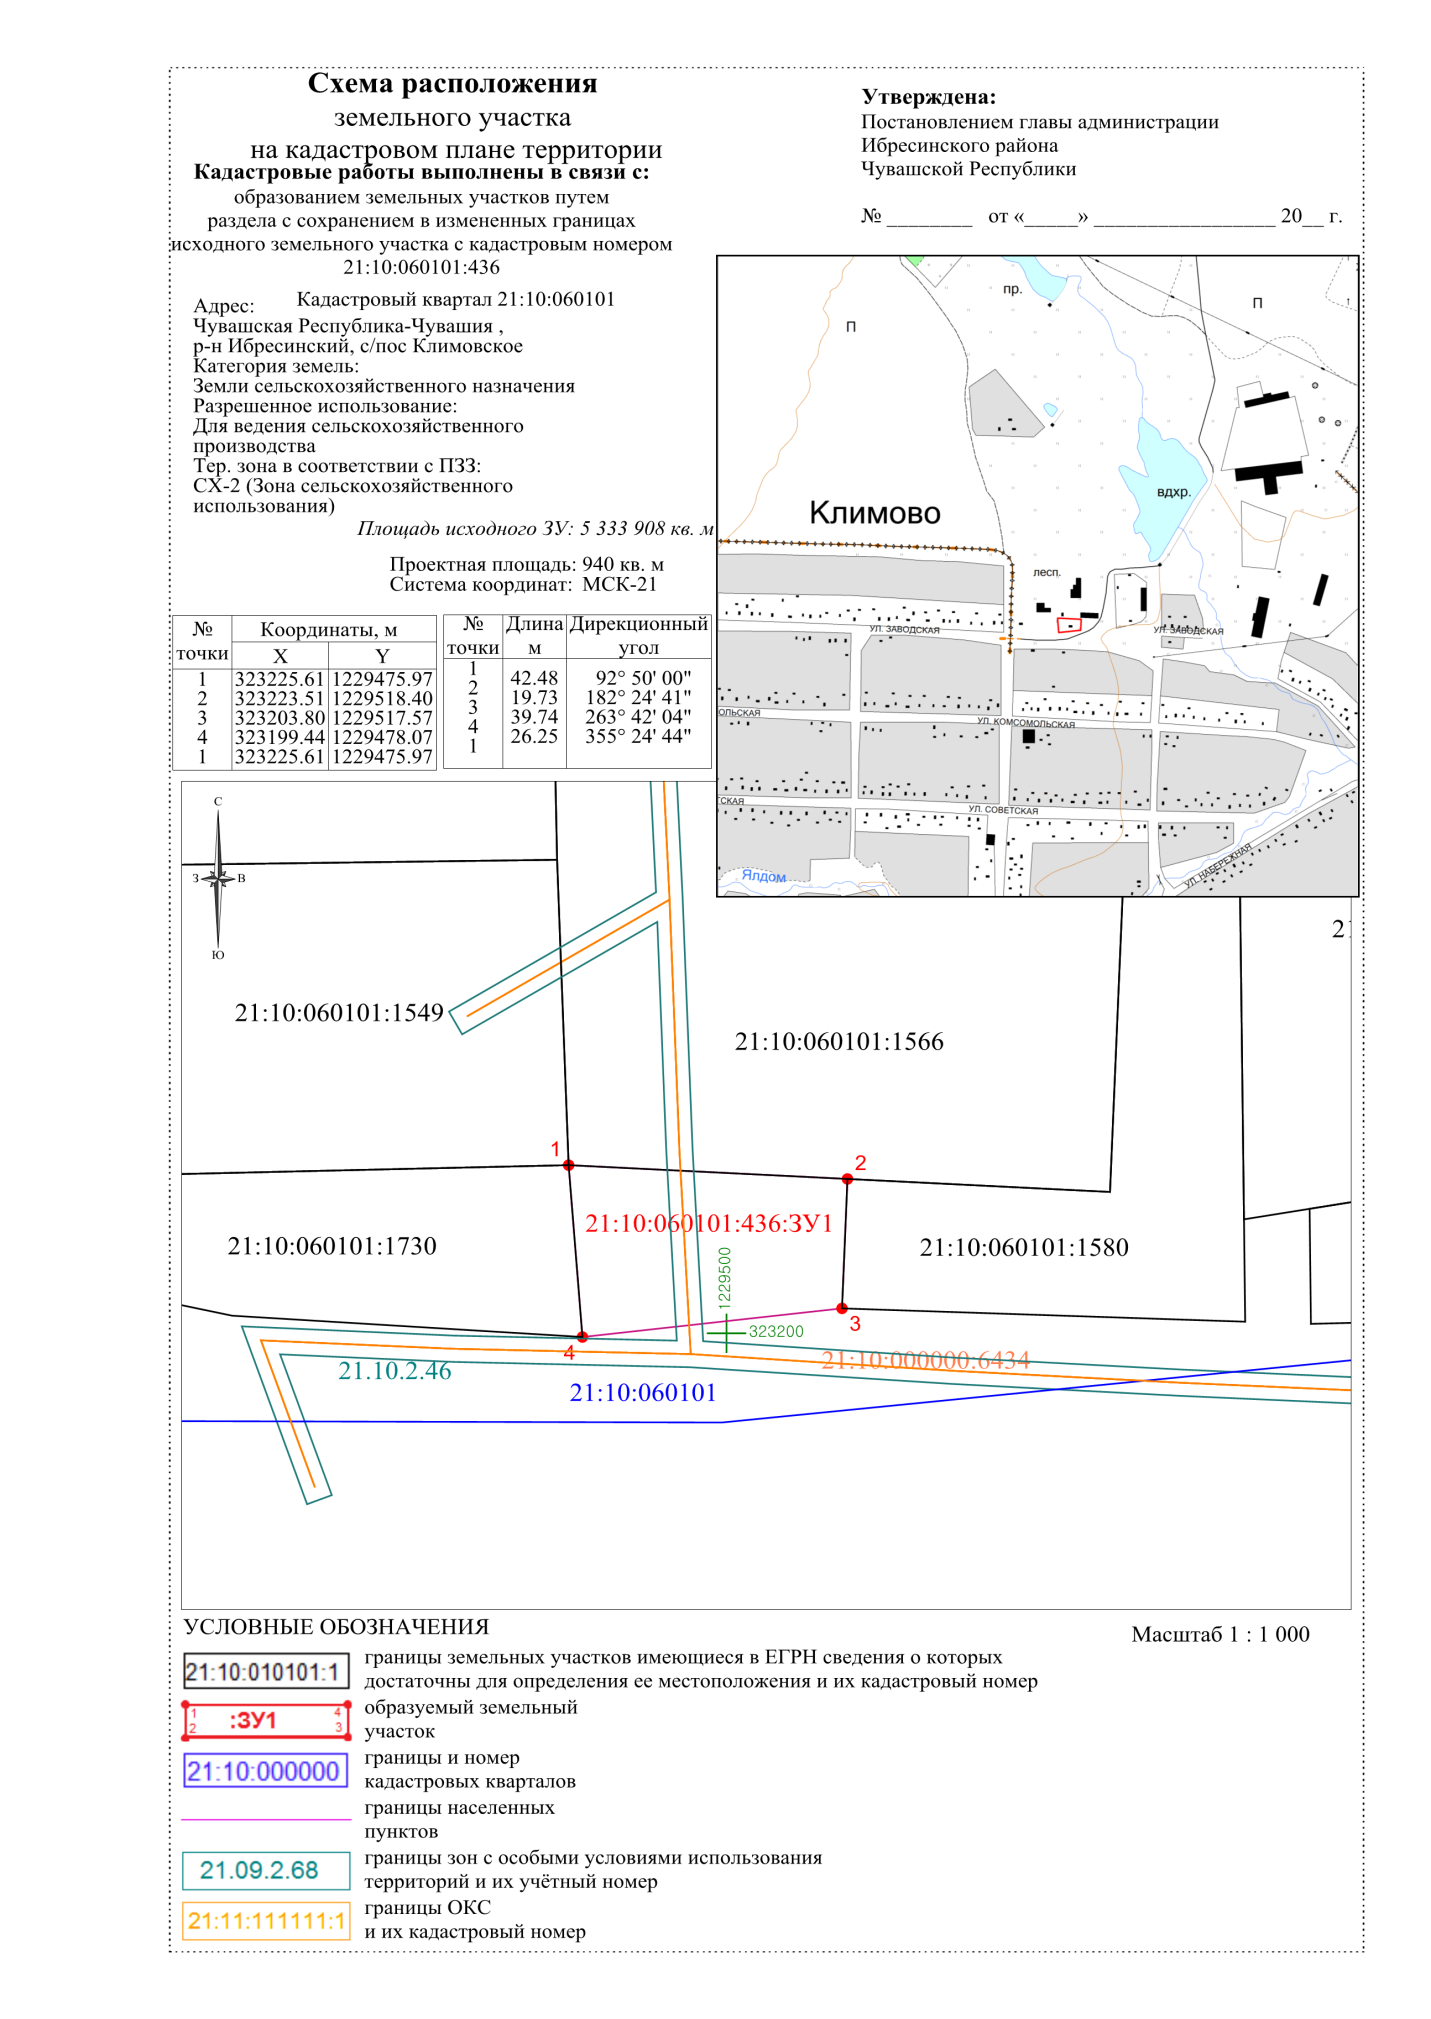 Схема расположения
земельного участка
на кадастровом плане территории
Кадастровые работы выполнены в связи с:
образованием земельных участков путем
раздела с сохранением в измененных границах
исходного земельного участка с кадастровым номером
21:10:060101:436
Утверждена:
Постановлением главы администрации
Ибресинского района
Чувашской Республики
№ ________ от «_____» _________________ 20__ г.
Адрес: Кадастровый квартал 21:10:060101
Чувашская Республика-Чувашия ,
р-н Ибресинский, с/пос Климовское
Категория земель:
Земли сельскохозяйственного назначения
Разрешенное использование:
Для ведения сельскохозяйственного
производства
Тер. зона в соответствии с ПЗЗ:
СХ-2 (Зона сельскохозяйственного
использования)
Площадь исходного ЗУ: 5 333 908 кв. м
Проектная площадь: 940 кв. м
Система координат: МСК-21
№ точки Координаты, м
X Y
1 323225.61 1229475.97
2 323223.51 1229518.40
3 323203.80 1229517.57
4 323199.44 1229478.07
1 323225.61 1229475.97
№ точки Длина м Дирекционный угол
1
42.48 92° 50' 00"
2
19.73 182° 24' 41"
3
39.74 263° 42' 04"
4
26.25 355° 24' 44"
1
пр.
П
П
вдхр.
Климово
лесп.
УЛ. ЗАВОДСКАЯ
УЛ. ЗАВОДСКАЯ
ОЛЬСКАЯ
УЛ. КОМСОМОЛЬСКАЯ
ТСКАЯ
УЛ. СОВЕТСКАЯ
УЛ. НАБЕРЕЖНАЯ
Ялдом
С
З
В
Ю
21
21:10:060101:1549
21:10:060101:1566
1
2
21:10:060101:436:ЗУ1
21:10:060101:1730
21:10:060101:1580
1229500
323200
3
4
21:10:000000:6434
21.10.2.46
21:10:060101
УСЛОВНЫЕ ОБОЗНАЧЕНИЯ
Масштаб 1 : 1 000
21:10:010101:1
границы земельных участков имеющиеся в ЕГРН сведения о которых
достаточны для определения ее местоположения и их кадастровый номер
1 4
:ЗУ1
2 3
образуемый земельный
участок
21:10:000000
границы и номер
кадастровых кварталов
границы населенных
пунктов
21.09.2.68
границы зон с особыми условиями использования
территорий и их учётный номер
21:11:111111:1
границы ОКС
и их кадастровый номер